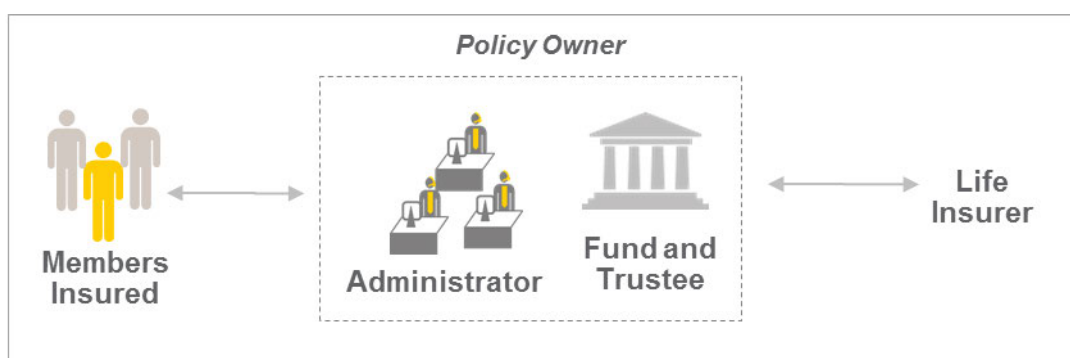 Policy Owner
Members
Insured
Administrator
Fund and
Trustee
Life
Insurer